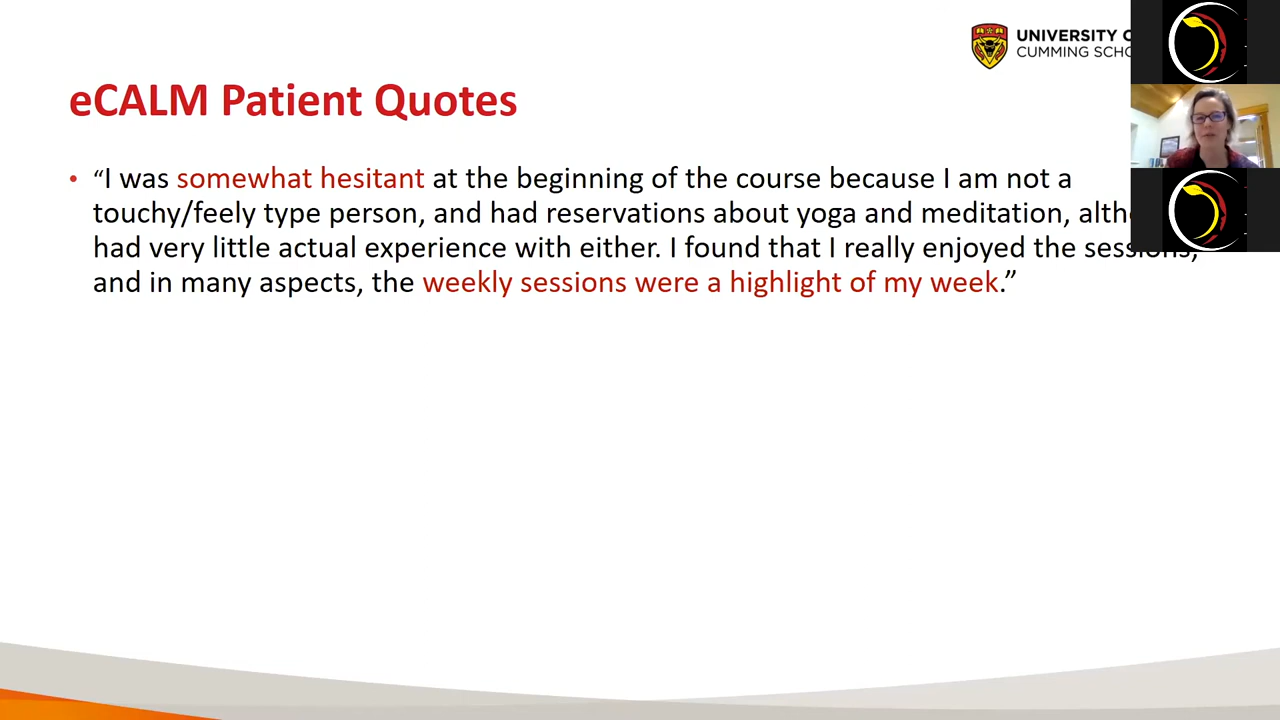 UNIVERSITY
CUMMING
eCALM Patient Quotes
• “I was somewhat hesitant at the beginning of the course because I am not a
touchy/feely type person, and had reservations about yoga and meditation,
had very little actual experience with either. I found that I really enjoyed the sessions,
and in many aspects, the weekly sessions were a highlight of my week.”